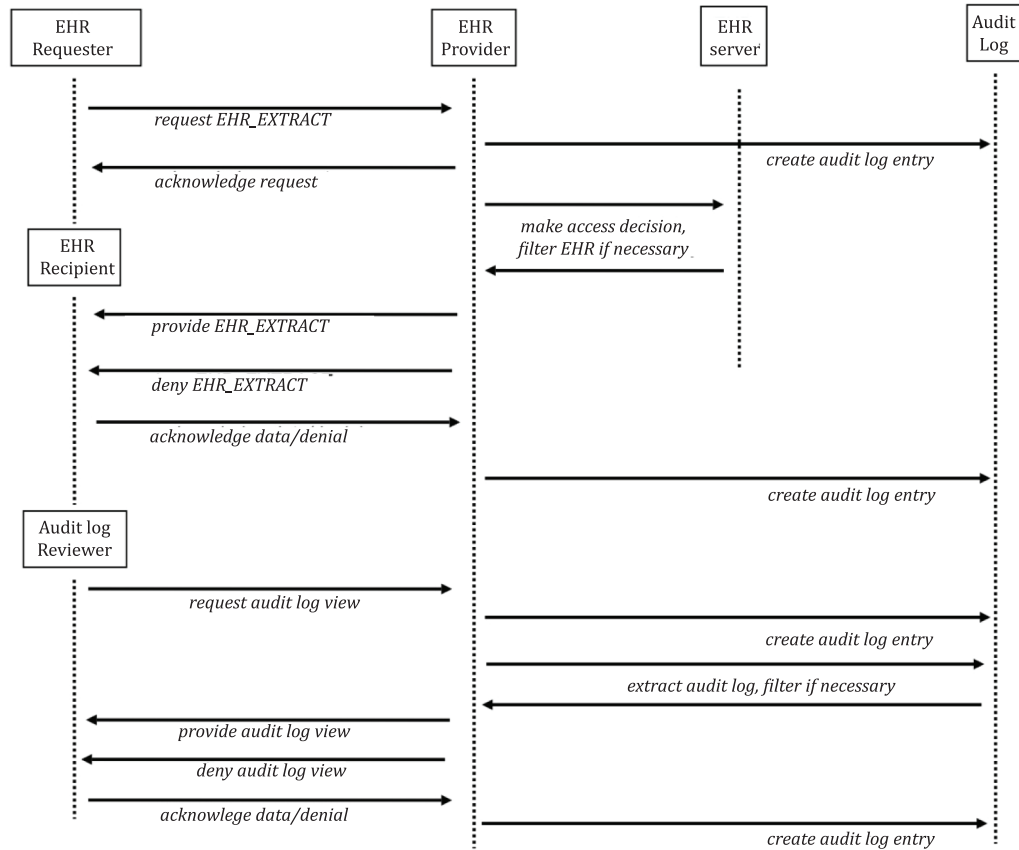 EHR
Requester
EHR
Provider
EHR
server
Audit
Log
request EHR_EXTRACT
create audit log entry
acknowledge request
make access decision,
filter EHR if necessary
EHR
Recipient
provide EHR_EXTRACT
deny EHR_EXTRACT
acknowledge data/denial
create audit log entry
Audit log
Reviewer
request audit log view
create audit log entry
extract audit log, filter if necessary
provide audit log view
deny audit log view
acknowlege data/denial
create audit log entry